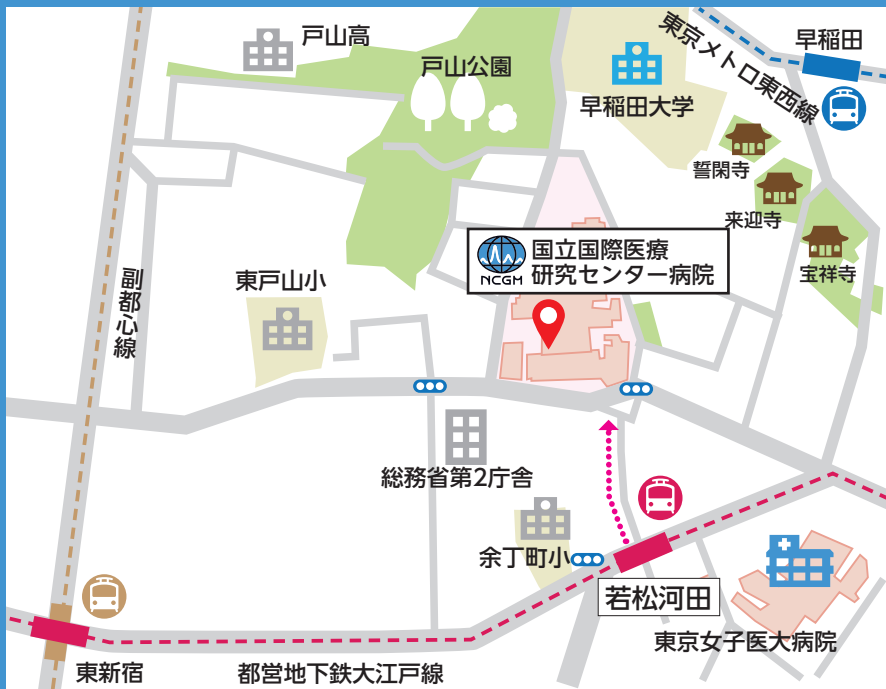 戸山高
戸山公園
早稲田
東京メトロ東西線
早稲田大学
誓閑寺
来迎寺
宝祥寺
国立国際医療
研究センター病院
NCGM
副都心線
東戸山小
総務省第2庁舎
余丁町小
若松河田
東京女子医大病院
東新宿
都営地下鉄大江戸線